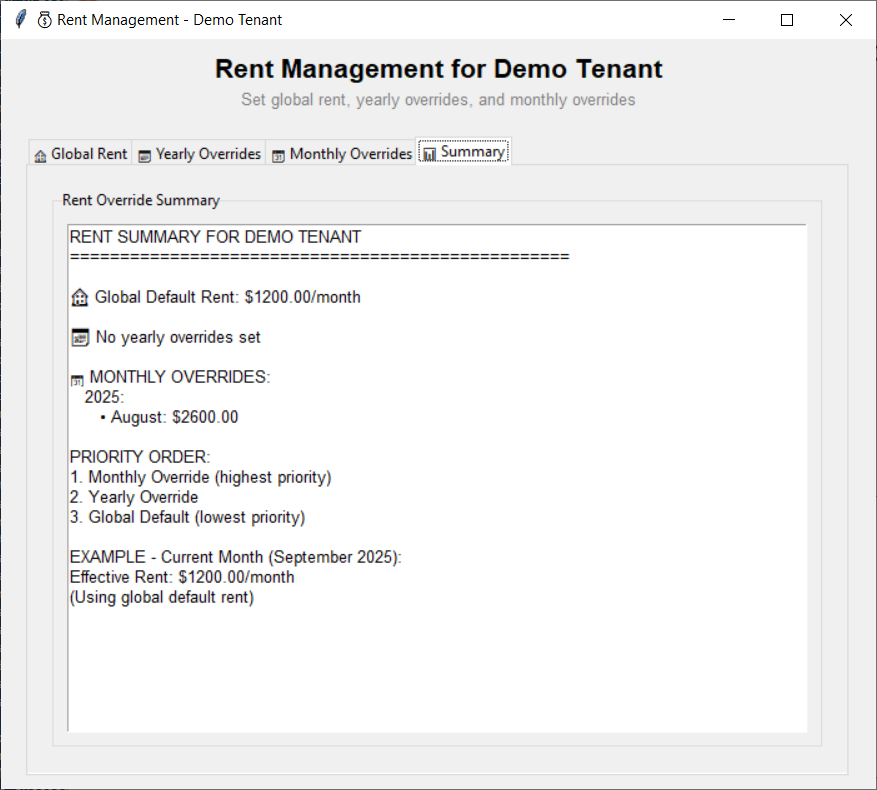 Rent Management - Demo Tenant
Rent Management for Demo Tenant
Set global rent, yearly overrides, and monthly overrides
Global Rent Yearly Overrides Monthly Overrides Summary
Rent Override Summary
RENT SUMMARY FOR DEMO TENANT
==================================================
Global Default Rent: $1200.00/month
No yearly overrides set
MONTHLY OVERRIDES:
2025:
• August: $2600.00
PRIORITY ORDER:
1. Monthly Override (highest priority)
2. Yearly Override
3. Global Default (lowest priority)
EXAMPLE - Current Month (September 2025):
Effective Rent: $1200.00/month
(Using global default rent)